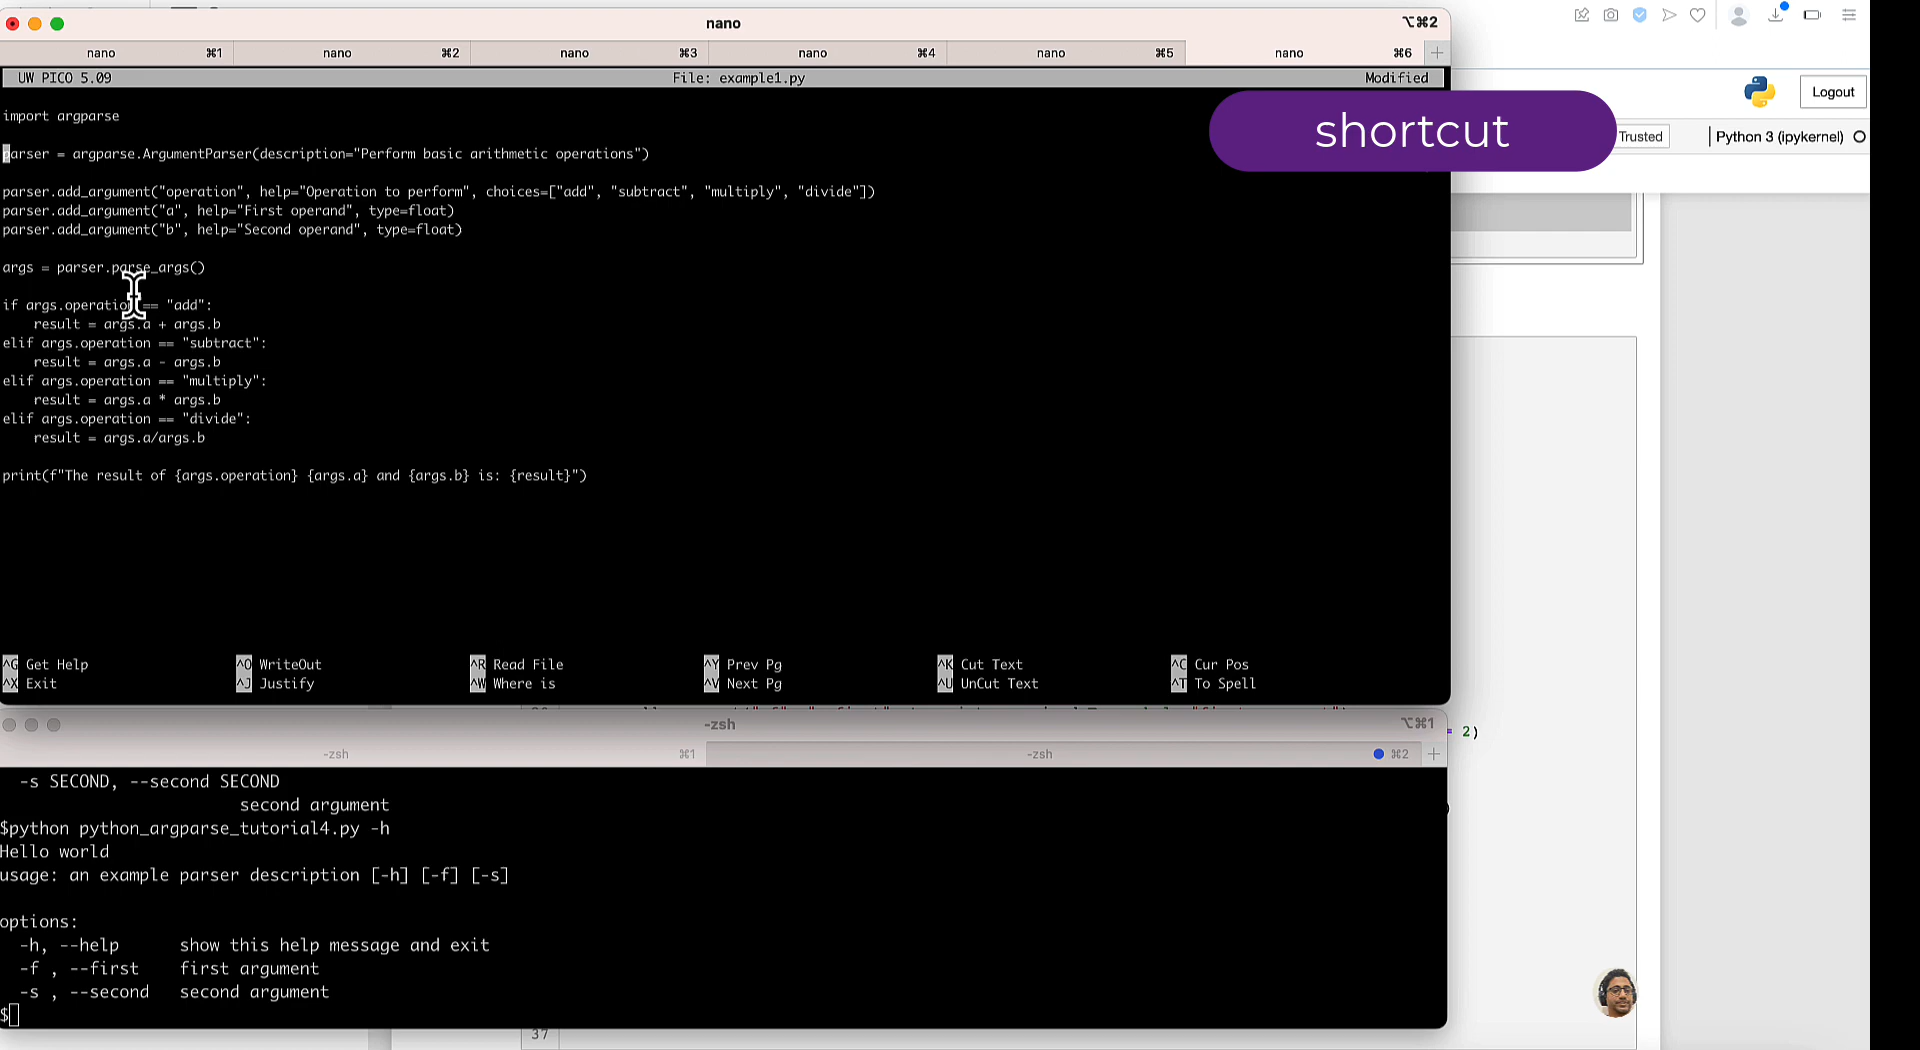 nano ⌥⌘2
nano ⌘1 nano ⌘2 nano ⌘3 nano ⌘4 nano ⌘5 nano ⌘6
UW PICO 5.09 File: example1.py Modified
Logout
shortcut
Trusted Python 3 (ipykernel)
import argparse
parser = argparse.ArgumentParser(description="Perform basic arithmetic operations")
parser.add_argument("operation", help="Operation to perform", choices=["add", "subtract", "multiply", "divide"])
parser.add_argument("a", help="First operand", type=float)
parser.add_argument("b", help="Second operand", type=float)
args = parser.parse_args()
if args.operation == "add":
    result = args.a + args.b
elif args.operation == "subtract":
    result = args.a - args.b
elif args.operation == "multiply":
    result = args.a * args.b
elif args.operation == "divide":
    result = args.a/args.b
print(f"The result of {args.operation} {args.a} and {args.b} is: {result}")
^G Get Help ^O WriteOut ^R Read File ^Y Prev Pg ^K Cut Text ^C Cur Pos
^X Exit ^J Justify ^W Where is ^V Next Pg ^U UnCut Text ^T To Spell
-zsh ⌥⌘1
= 2)
-zsh ⌘1 -zsh ⌘2
-s SECOND, --second SECOND
second argument
$python python_argparse_tutorial4.py -h
Hello world
usage: an example parser description [-h] [-f] [-s]
options:
-h, --help show this help message and exit
-f , --first first argument
-s , --second second argument
$
37